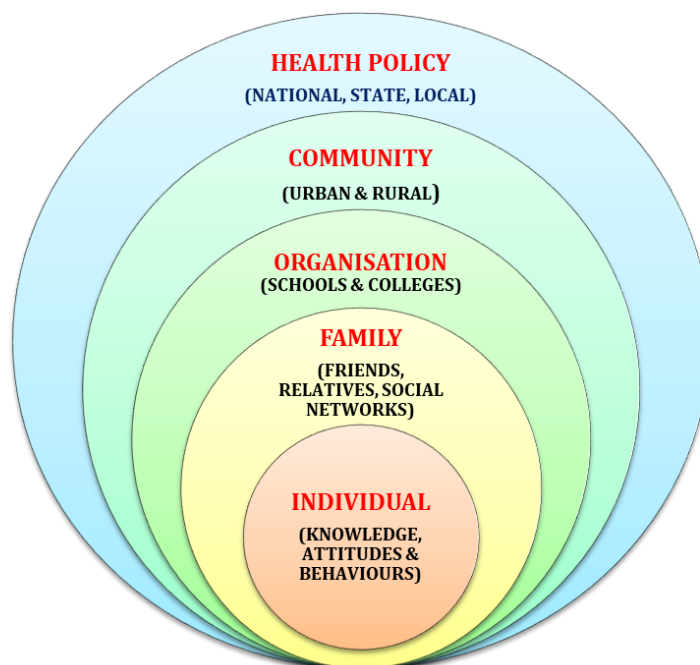 HEALTH POLICY
(NATIONAL, STATE, LOCAL)
COMMUNITY
(URBAN & RURAL)
ORGANISATION
(SCHOOLS & COLLEGES)
FAMILY
(FRIENDS,
RELATIVES, SOCIAL
NETWORKS)
INDIVIDUAL
(KNOWLEDGE,
ATTITUDES &
BEHAVIOURS)